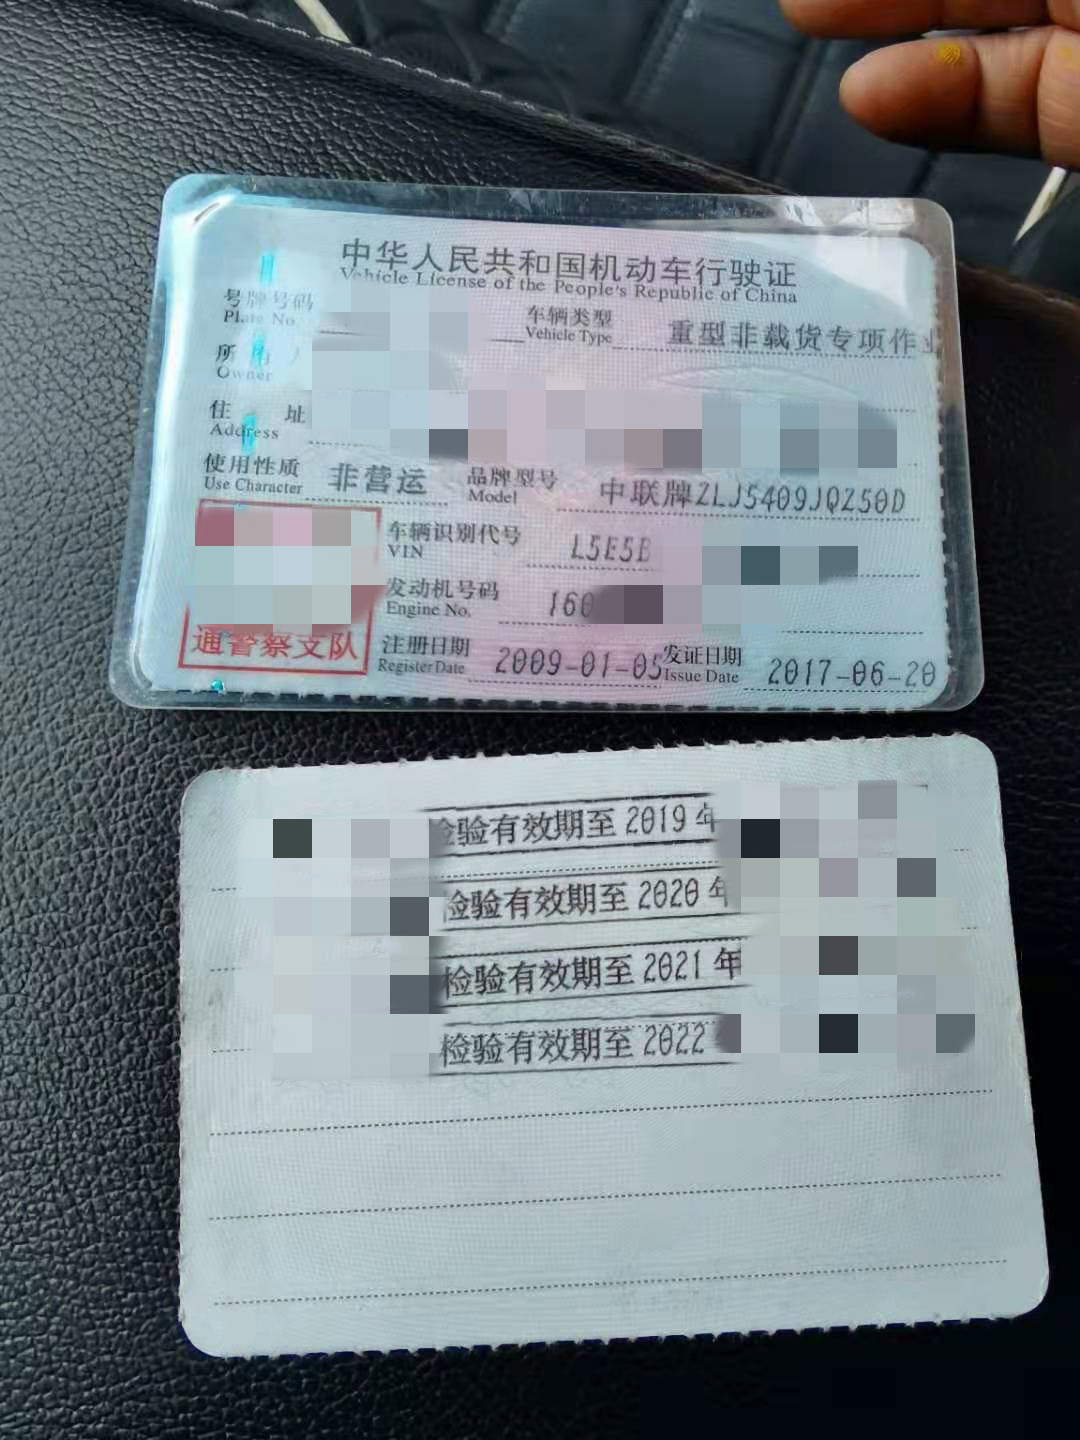 中华人民共和国机动车行驶证
Vehicle License of the People's Republic of China
号牌号码
Plate No.
车辆类型 重型非载货专项作业
Vehicle Type
所
Owner
住 址
Address
使用性质 非营运
Use Character
品牌型号 中联牌ZLJ5409JQZ50D
Model
车辆识别代号 L5E5B
VIN
发动机号码 160
Engine No.
通警察支队
注册日期 2009-01-05
Register Date
发证日期 2017-06-20
Issue Date
检验有效期至2019年
检验有效期至2020年
检验有效期至2021年
检验有效期至2022